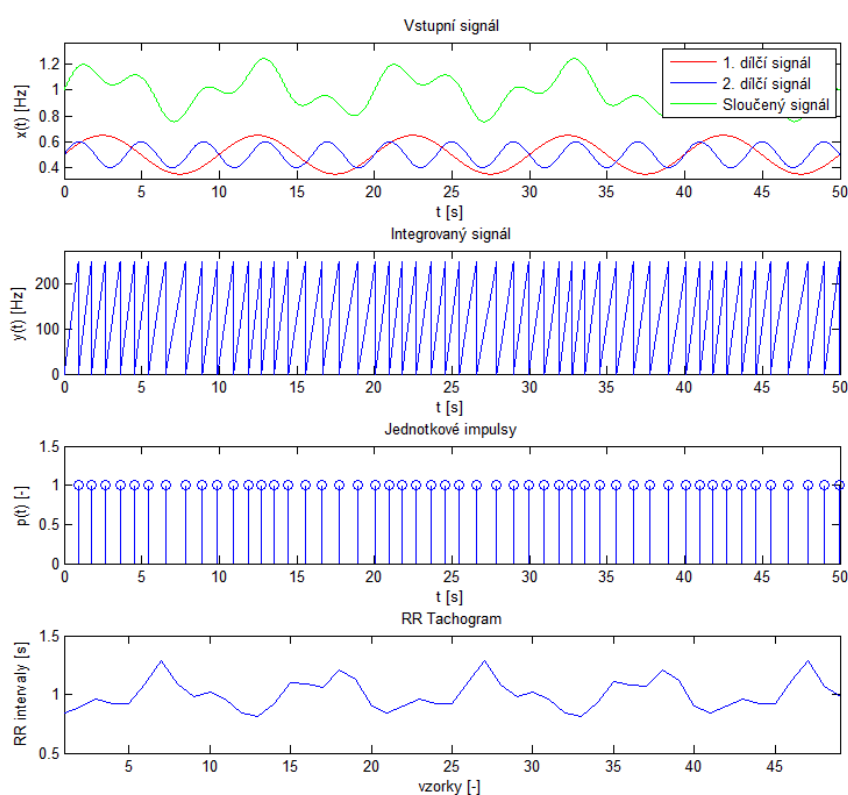 Vstupní signál
x(t) [Hz]
1.2
1
0.8
0.6
0.4
1. dílčí signál
2. dílčí signál
Sloučený signál
0 5 10 15 20 25 30 35 40 45 50
t [s]
Integrovaný signál
y(t) [Hz]
200
100
0
0 5 10 15 20 25 30 35 40 45 50
t [s]
Jednotkové impulsy
p(t) [-]
1.5
1
0.5
0
0 5 10 15 20 25 30 35 40 45 50
t [s]
RR Tachogram
RR intervaly [s]
1.5
1
0.5
5 10 15 20 25 30 35 40 45
vzorky [-]